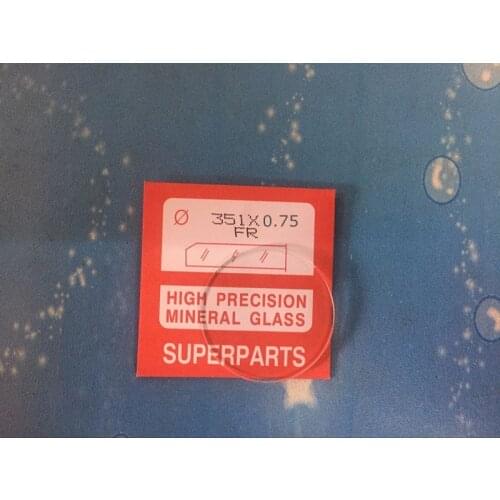 Ø 351X0.75
FR
HIGH PRECISION
MINERAL GLASS
SUPERPARTS